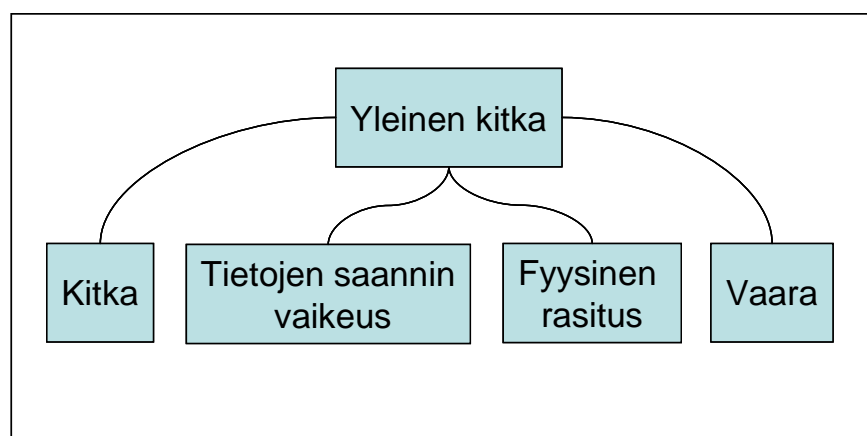 Yleinen kitka
Kitka
Tietojen saannin
vaikeus
Fyysinen
rasitus
Vaara